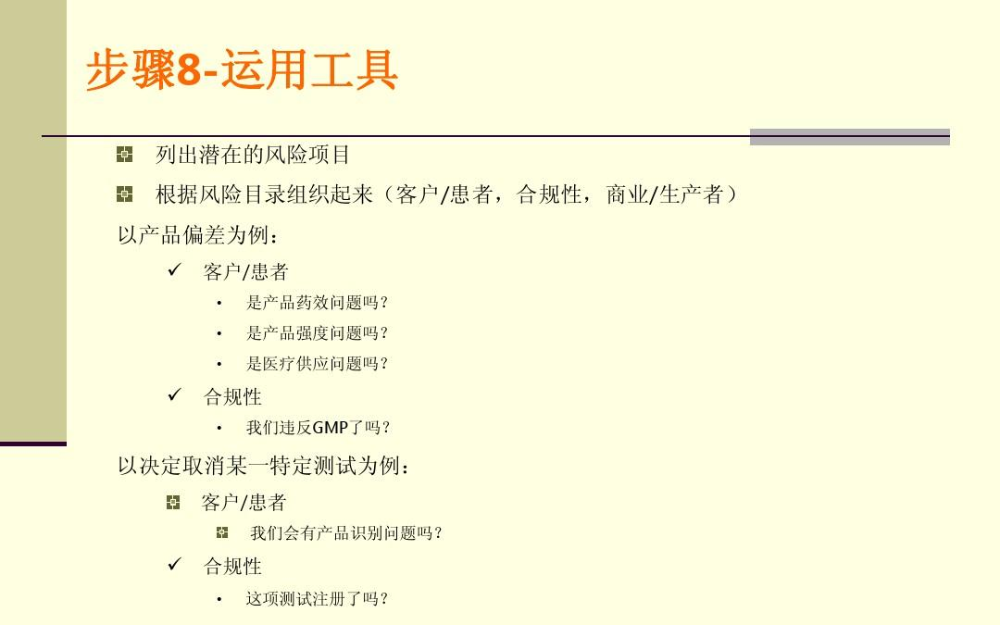 步骤8-运用工具
列出潜在的风险项目
根据风险目录组织起来（客户/患者，合规性，商业/生产者）
以产品偏差为例：
客户/患者
是产品药效问题吗？
是产品强度问题吗？
是医疗供应问题吗？
合规性
我们违反GMP了吗？
以决定取消某一特定测试为例：
客户/患者
我们会有产品识别问题吗？
合规性
这项测试注册了吗？